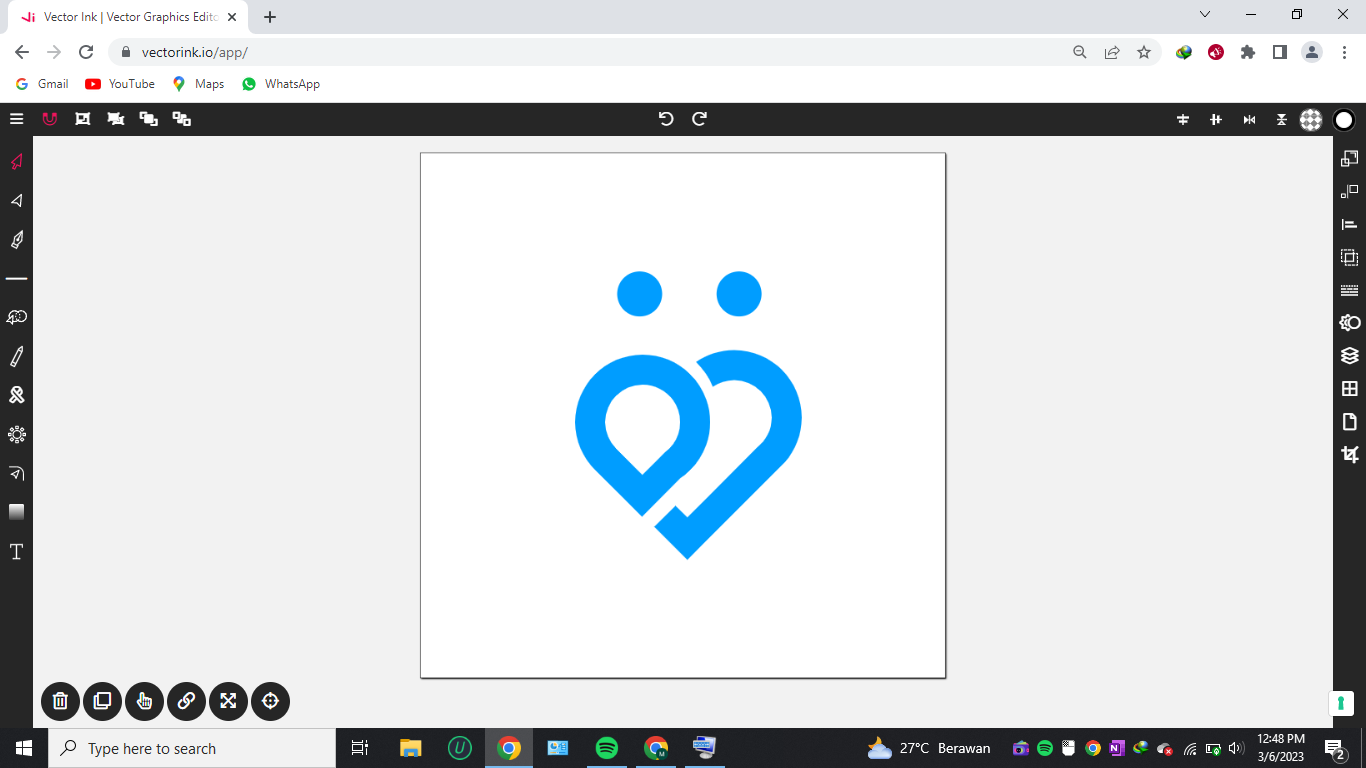 Vector Ink | Vector Graphics Edito
vectorink.io/app/
Gmail
YouTube
Maps
WhatsApp
T
Type here to search
27°C Berawan
12:48 PM
3/6/2023
2